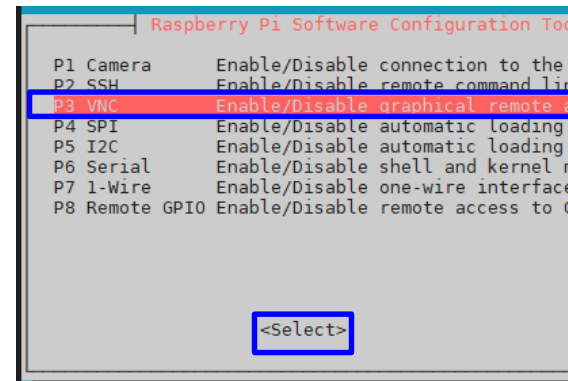 Raspberry Pi Software Configuration
P1 Camera Enable/Disable connection to the
P2 SSH Enable/Disable remote command
P3 VNC Enable/Disable graphical remote
P4 SPI Enable/Disable automatic loading
P5 I2C Enable/Disable automatic loading
P6 Serial Enable/Disable shell and kernel
P7 1-Wire Enable/Disable one-wire interface
P8 Remote GPIO Enable/Disable remote access to
<Select>